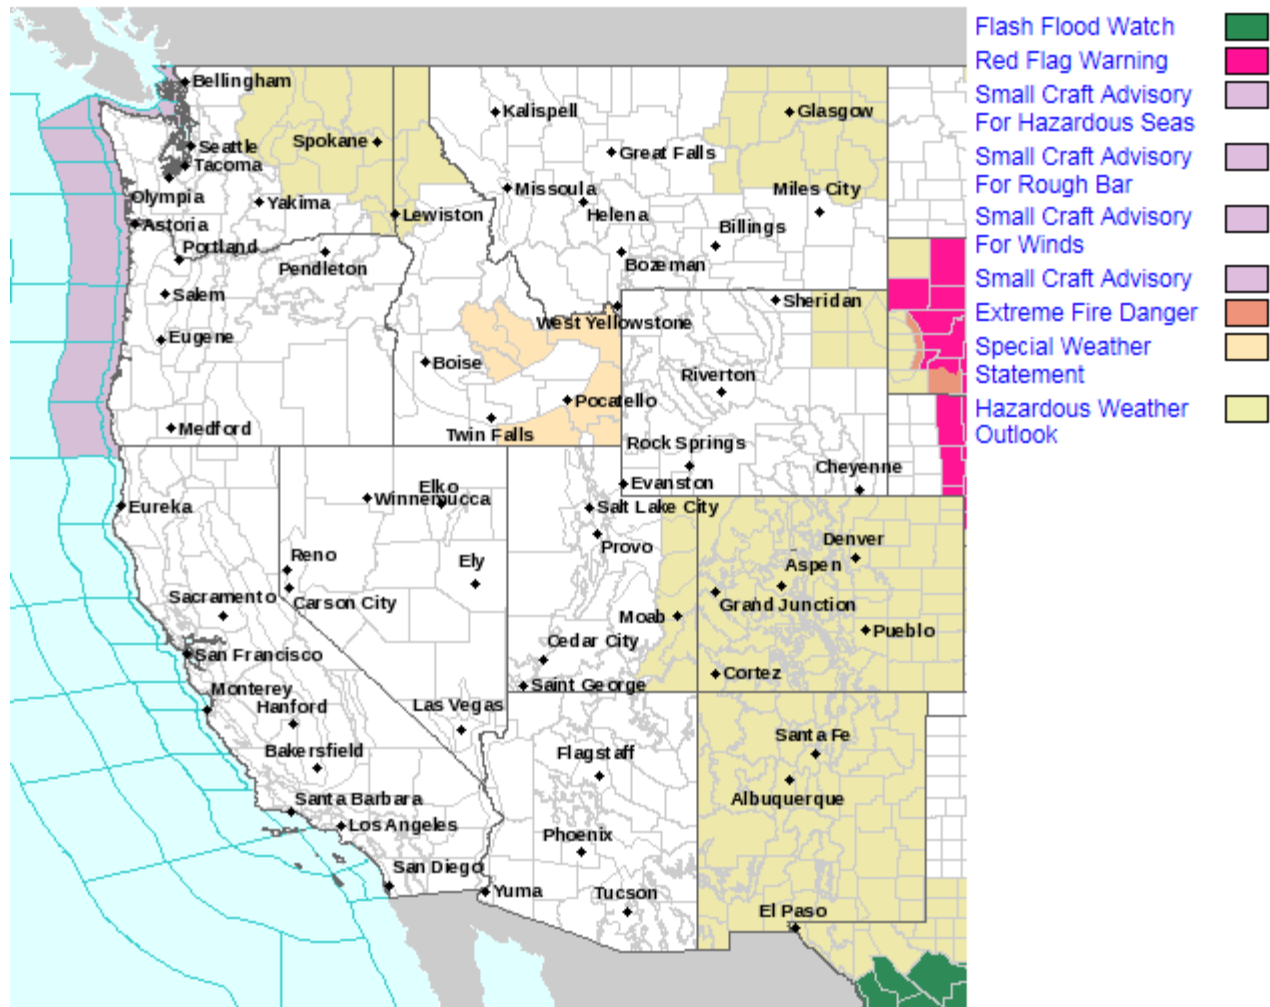 Flash Flood Watch
Red Flag Warning
Small Craft Advisory
For Hazardous Seas
Small Craft Advisory
For Rough Bar
Small Craft Advisory
For Winds
Small Craft Advisory
Extreme Fire Danger
Special Weather
Statement
Hazardous Weather
Outlook
Bellingham
Kalispell
Glasgow
Spokane
Seattle
Great Falls
Tacoma
Missoula
Miles City
Olympia
Yakima
Lewiston
Helena
Astoria
Billings
Portland
Pendleton
Bozeman
Salem
Sheridan
West Yellowstone
Eugene
Boise
Riverton
Pocatello
Medford
Twin Falls
Rock Springs
Cheyenne
Evanston
Elko
Winnemucca
Eureka
Salt Lake City
Denver
Provo
Reno
Ely
Aspen
Sacramento
Carson City
Grand Junction
Moab
Pueblo
Cedar City
San Francisco
Cortez
Saint George
Monterey
Hanford
Las Vegas
Santa Fe
Bakersfield
Flagstaff
Santa Barbara
Albuquerque
Los Angeles
Phoenix
San Diego
Yuma
Tucson
El Paso